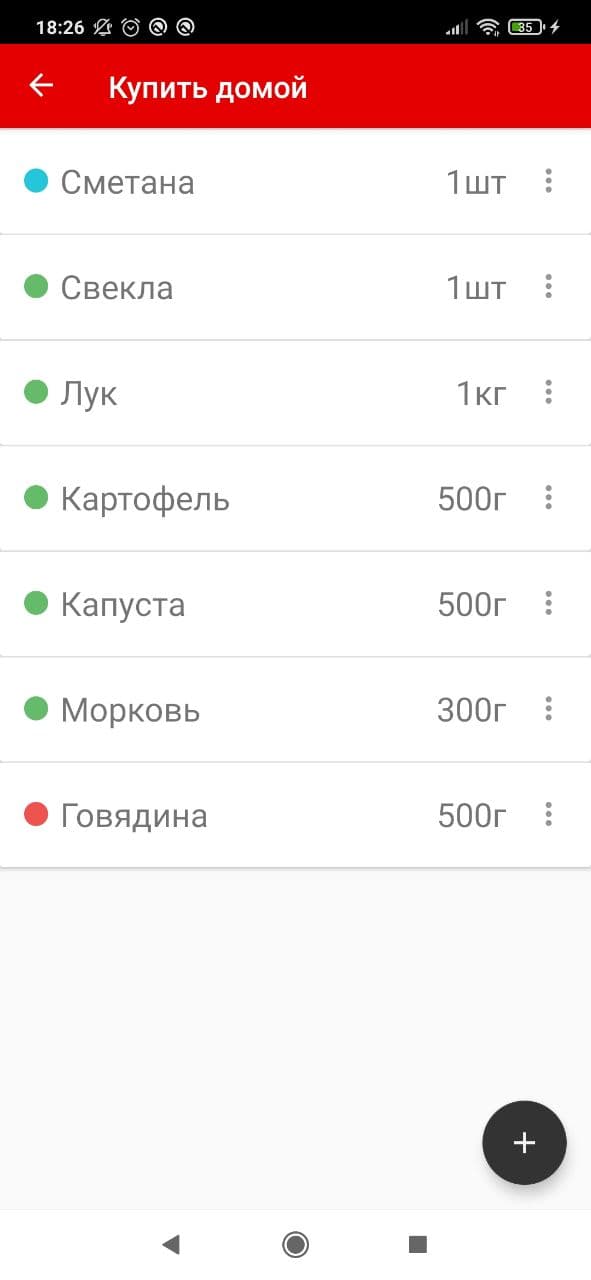 18:26 35
Купить домой
Сметана 1шт
Свекла 1шт
Лук 1кг
Картофель 500г
Капуста 500г
Морковь 300г
Говядина 500г